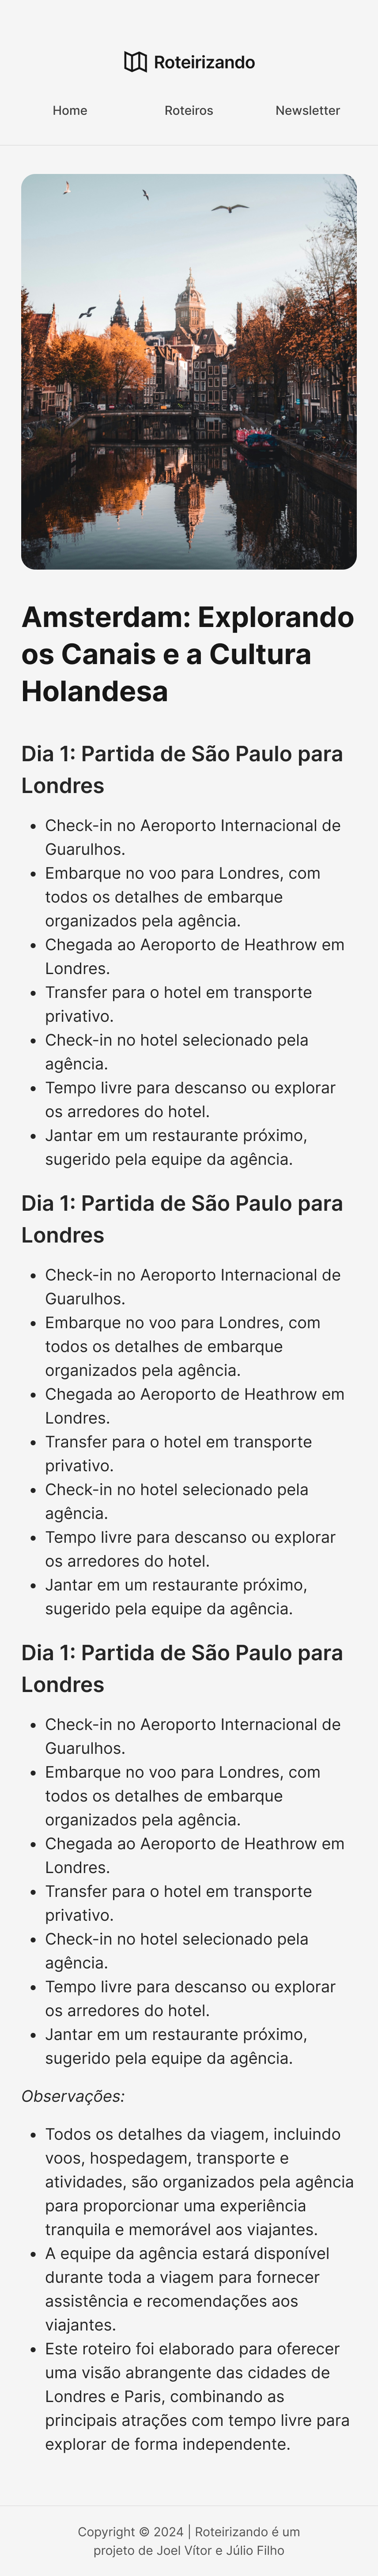 Roteirizando
Home Roteiros Newsletter
Amsterdam: Explorando
os Canais e a Cultura
Holandesa
Dia 1: Partida de São Paulo para
Londres
• Check-in no Aeroporto Internacional de
Guarulhos.
• Embarque no voo para Londres, com
todos os detalhes de embarque
organizados pela agência.
• Chegada ao Aeroporto de Heathrow em
Londres.
• Transfer para o hotel em transporte
privativo.
• Check-in no hotel selecionado pela
agência.
• Tempo livre para descanso ou explorar
os arredores do hotel.
• Jantar em um restaurante próximo,
sugerido pela equipe da agência.
Dia 1: Partida de São Paulo para
Londres
• Check-in no Aeroporto Internacional de
Guarulhos.
• Embarque no voo para Londres, com
todos os detalhes de embarque
organizados pela agência.
• Chegada ao Aeroporto de Heathrow em
Londres.
• Transfer para o hotel em transporte
privativo.
• Check-in no hotel selecionado pela
agência.
• Tempo livre para descanso ou explorar
os arredores do hotel.
• Jantar em um restaurante próximo,
sugerido pela equipe da agência.
Dia 1: Partida de São Paulo para
Londres
• Check-in no Aeroporto Internacional de
Guarulhos.
• Embarque no voo para Londres, com
todos os detalhes de embarque
organizados pela agência.
• Chegada ao Aeroporto de Heathrow em
Londres.
• Transfer para o hotel em transporte
privativo.
• Check-in no hotel selecionado pela
agência.
• Tempo livre para descanso ou explorar
os arredores do hotel.
• Jantar em um restaurante próximo,
sugerido pela equipe da agência.
Observações:
• Todos os detalhes da viagem, incluindo
voos, hospedagem, transporte e
atividades, são organizados pela agência
para proporcionar uma experiência
tranquila e memorável aos viajantes.
• A equipe da agência estará disponível
durante toda a viagem para fornecer
assistência e recomendações aos
viajantes.
• Este roteiro foi elaborado para oferecer
uma visão abrangente das cidades de
Londres e Paris, combinando as
principais atrações com tempo livre para
explorar de forma independente.
Copyright © 2024 | Roteirizando é um
projeto de Joel Vítor e Júlio Filho